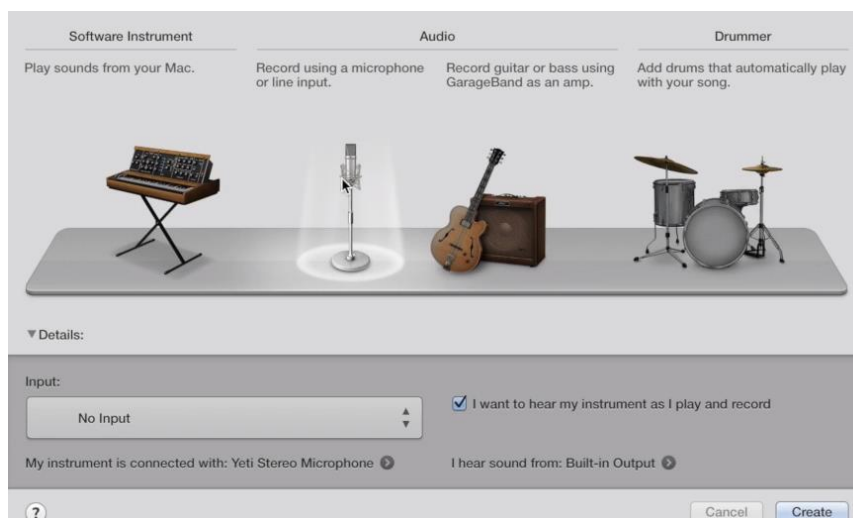 Software Instrument
Audio
Drummer
Play sounds from your Mac.
Record using a microphone
or line input.
Record guitar or bass using
GarageBand as an amp.
Add drums that automatically play
with your song.
Details:
Input:
No Input
I want to hear my instrument as I play and record
My instrument is connected with: Yeti Stereo Microphone
I hear sound from: Built-in Output
?
Cancel
Create